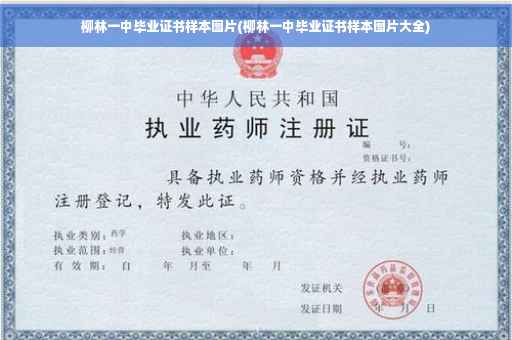 柳林一中毕业证书样本图片(柳林一中毕业证书样本图片大全)
中华人民共和国
执业药师注册证
编 号:
资格证书号:
具备执业药师资格并经执业药师
注册登记，特发此证。
执业类别: 药学 执业地区:
执业范围: 经营 执业单位:
有 效 期: 自 年 月至 年 月
发证机关 (
发证日期 年 月 日